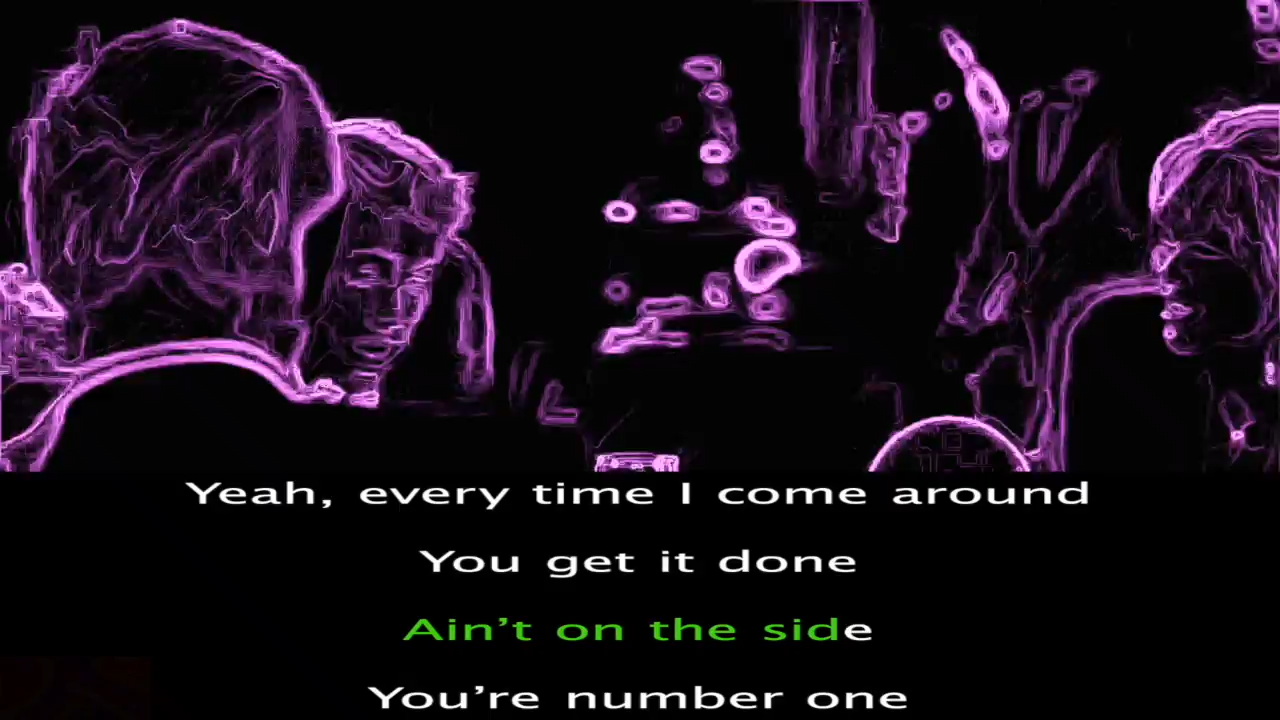 Yeah, every time I come around
You get it done
Ain't on the side
You're number one